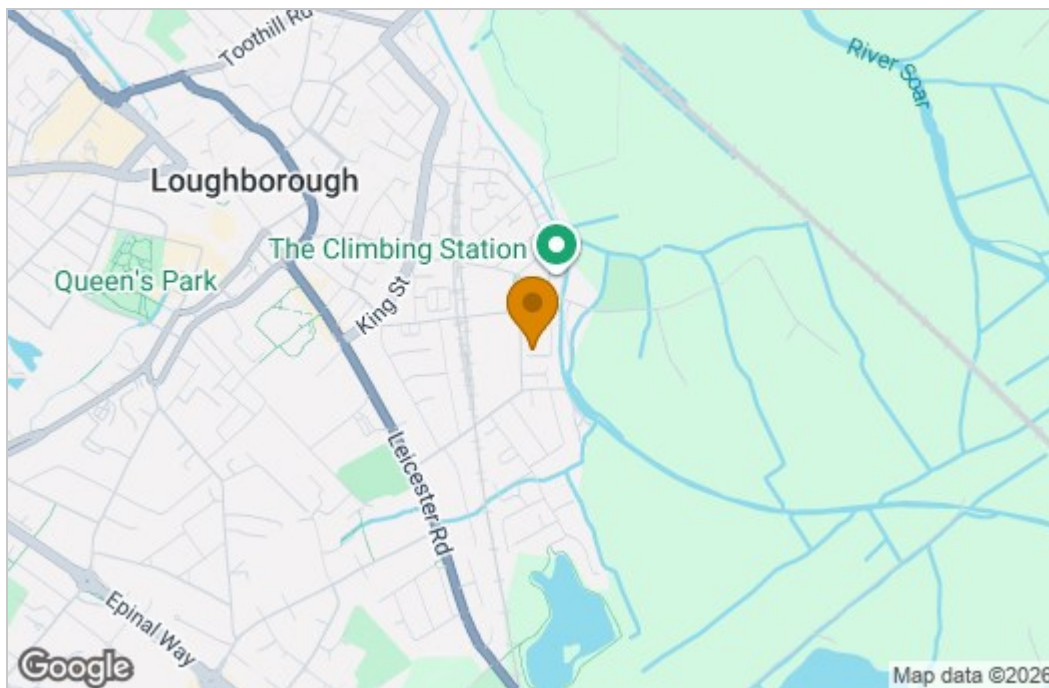 Toothill Rd
River Soar
Loughborough
The Climbing Station
Queen's Park
King St
Leicester Rd
Epinal Way
Google
Map data ©2026